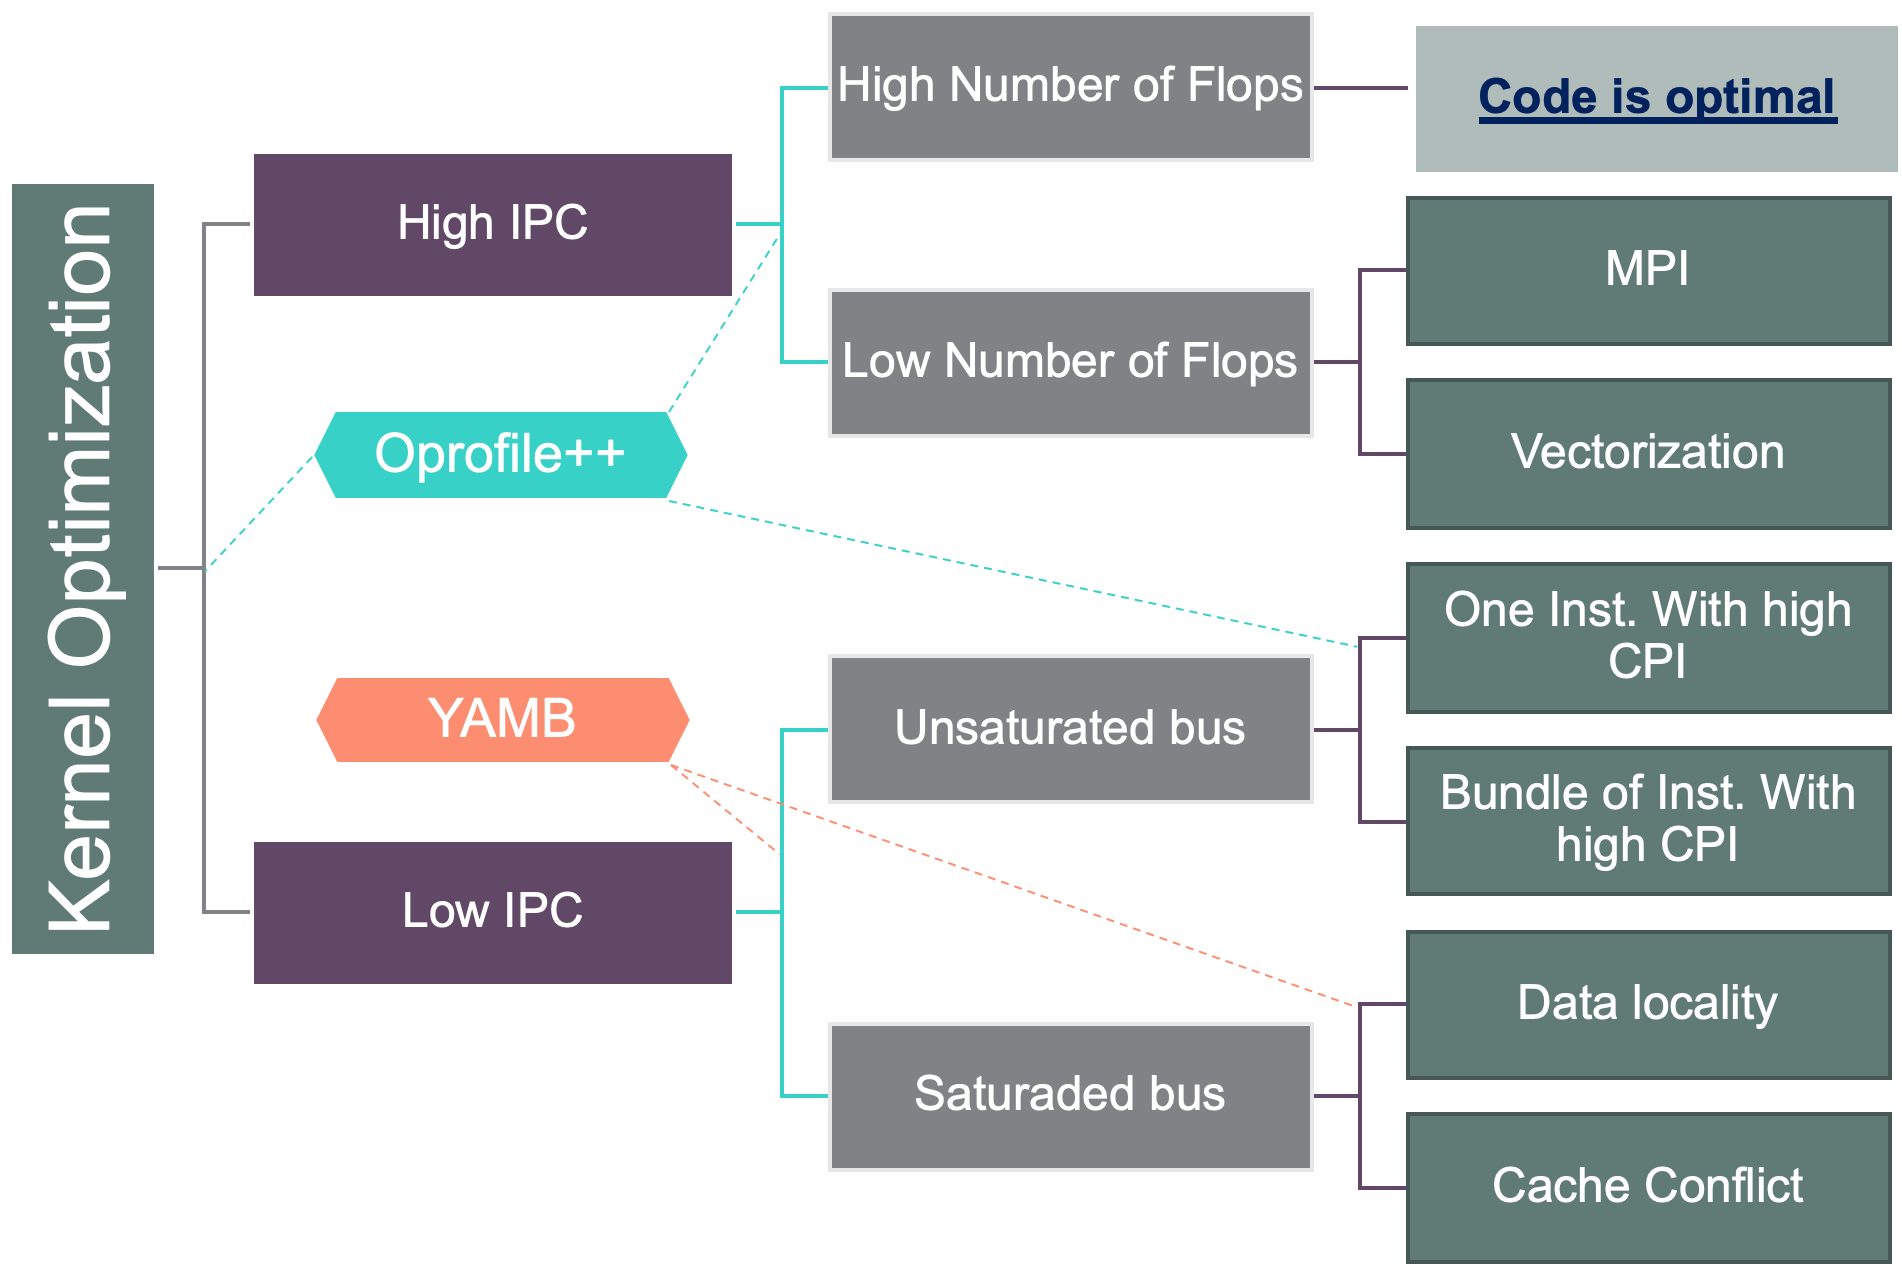 Kernel Optimization
High IPC
Oprofile++
YAMB
Low IPC
High Number of Flops
Low Number of Flops
Unsaturated bus
Saturaded bus
Code is optimal
MPI
Vectorization
One Inst. With high
CPI
Bundle of Inst. With
high CPI
Data locality
Cache Conflict